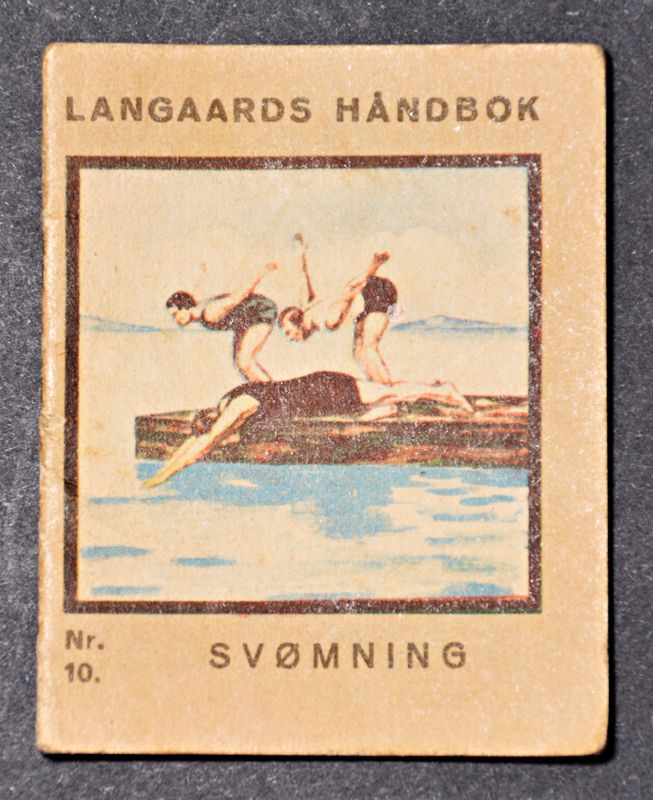 LANGAARDS HÅNDBOK
Nr.
10.
SVØMNING